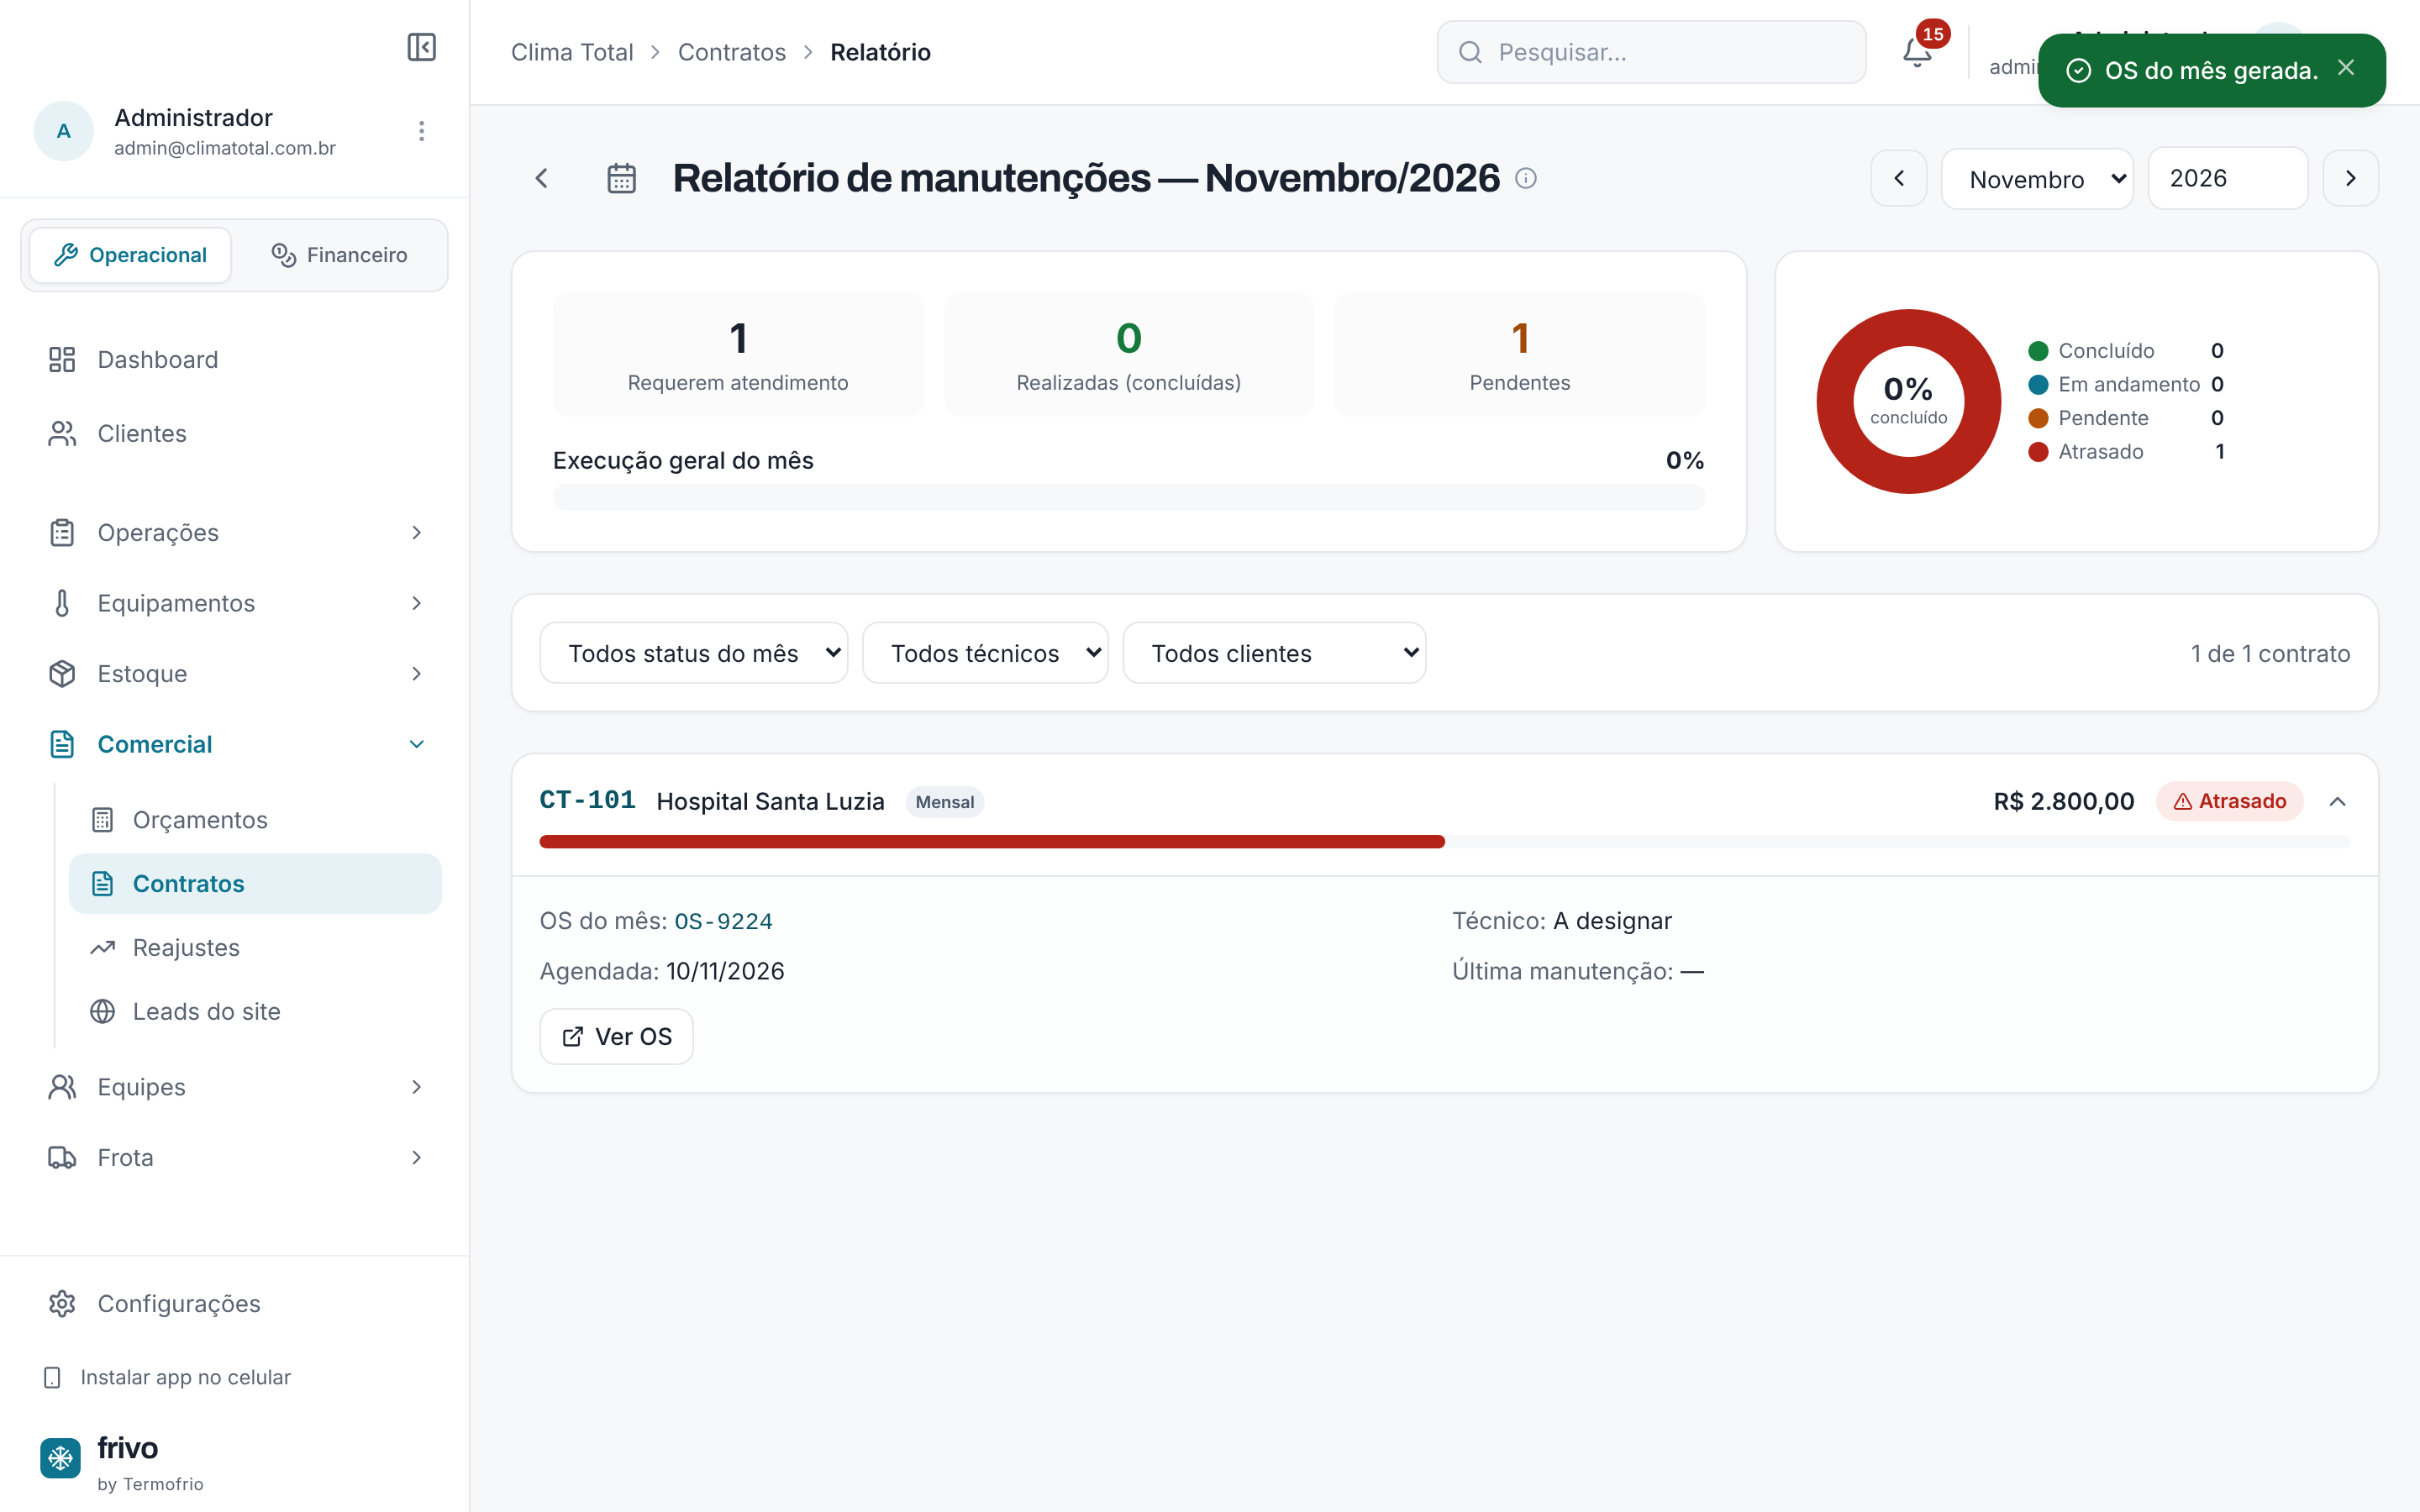 Administrador
admin@climatotal.com.br
Operacional
Financeiro
Dashboard
Clientes
Operações
Equipamentos
Estoque
Comercial
Orçamentos
Contratos
Reajustes
Leads do site
Equipes
Frota
Configurações
Instalar app no celular
frivo
by Termofrio
Clima Total > Contratos > Relatório
Pesquisar...
15
OS do mês gerada.
Relatório de manutenções — Novembro/2026
Novembro
2026
1
Requerem atendimento
0
Realizadas (concluídas)
1
Pendentes
Execução geral do mês 0%
0%
concluído
Concluído 0
Em andamento 0
Pendente 0
Atrasado 1
Todos status do mês
Todos técnicos
Todos clientes
1 de 1 contrato
CT-101 Hospital Santa Luzia Mensal R$ 2.800,00 Atrasado
OS do mês: OS-9224
Técnico: A designar
Agendada: 10/11/2026
Última manutenção: —
Ver OS